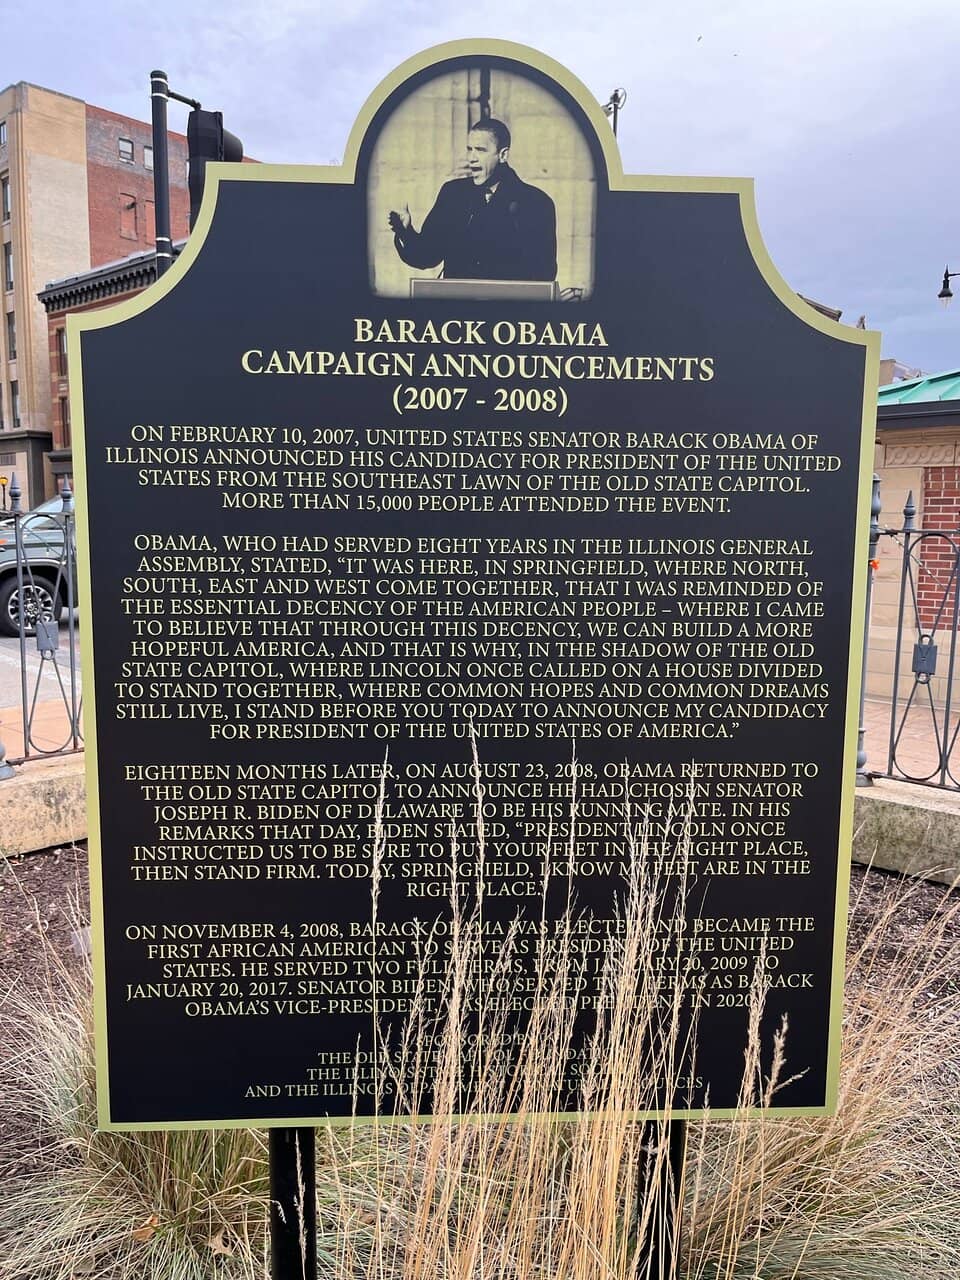 BARACK OBAMA
CAMPAIGN ANNOUNCEMENTS
(2007 - 2008)
ON FEBRUARY 10, 2007, UNITED STATES SENATOR BARACK OBAMA OF
ILLINOIS ANNOUNCED HIS CANDIDACY FOR PRESIDENT OF THE UNITED
STATES FROM THE SOUTHEAST LAWN OF THE OLD STATE CAPITOL.
MORE THAN 15,000 PEOPLE ATTENDED THE EVENT.
OBAMA, WHO HAD SERVED EIGHT YEARS IN THE ILLINOIS GENERAL
ASSEMBLY, STATED, “IT WAS HERE, IN SPRINGFIELD, WHERE NORTH,
SOUTH, EAST AND WEST COME TOGETHER, THAT I WAS REMINDED OF
THE ESSENTIAL DECENCY OF THE AMERICAN PEOPLE – WHERE I CAME
TO BELIEVE THAT THROUGH THIS DECENCY, WE CAN BUILD A MORE
HOPEFUL AMERICA, AND THAT IS WHY, IN THE SHADOW OF THE OLD
STATE CAPITOL, WHERE LINCOLN ONCE CALLED ON A HOUSE DIVIDED
TO STAND TOGETHER, WHERE COMMON HOPES AND COMMON DREAMS
STILL LIVE, I STAND BEFORE YOU TODAY TO ANNOUNCE MY CANDIDACY
FOR PRESIDENT OF THE UNITED STATES OF AMERICA.”
EIGHTEEN MONTHS LATER, ON AUGUST 23, 2008, OBAMA RETURNED TO
THE OLD STATE CAPITOL TO ANNOUNCE HE HAD CHOSEN SENATOR
JOSEPH R. BIDEN OF DELAWARE TO BE HIS RUNNING MATE. IN HIS
REMARKS THAT DAY, BIDEN STATED, “PRESIDENT LINCOLN ONCE
INSTRUCTED US TO BE SURE TO PUT YOUR FEET IN THE RIGHT PLACE,
THEN STAND FIRM. TODAY, SPRINGFIELD, I KNOW MY FEET ARE IN THE
RIGHT PLACE.”
ON NOVEMBER 4, 2008, BARACK OBAMA WAS ELECTED AND BECAME THE
FIRST AFRICAN AMERICAN TO SERVE AS PRESIDENT OF THE UNITED
STATES. HE SERVED TWO FULL TERMS, FROM JANUARY 20, 2009 TO
JANUARY 20, 2017. SENATOR BIDEN, WHO SERVED TWO TERMS AS BARACK
OBAMA’S VICE-PRESIDENT, WAS ELECTED PRESIDENT IN 2020.
SPONSORED BY
THE OLD STATE CAPITOL FOUNDATION
THE ILLINOIS STATE HISTORICAL SOCIETY
AND THE ILLINOIS DEPARTMENT OF NATURAL RESOURCES